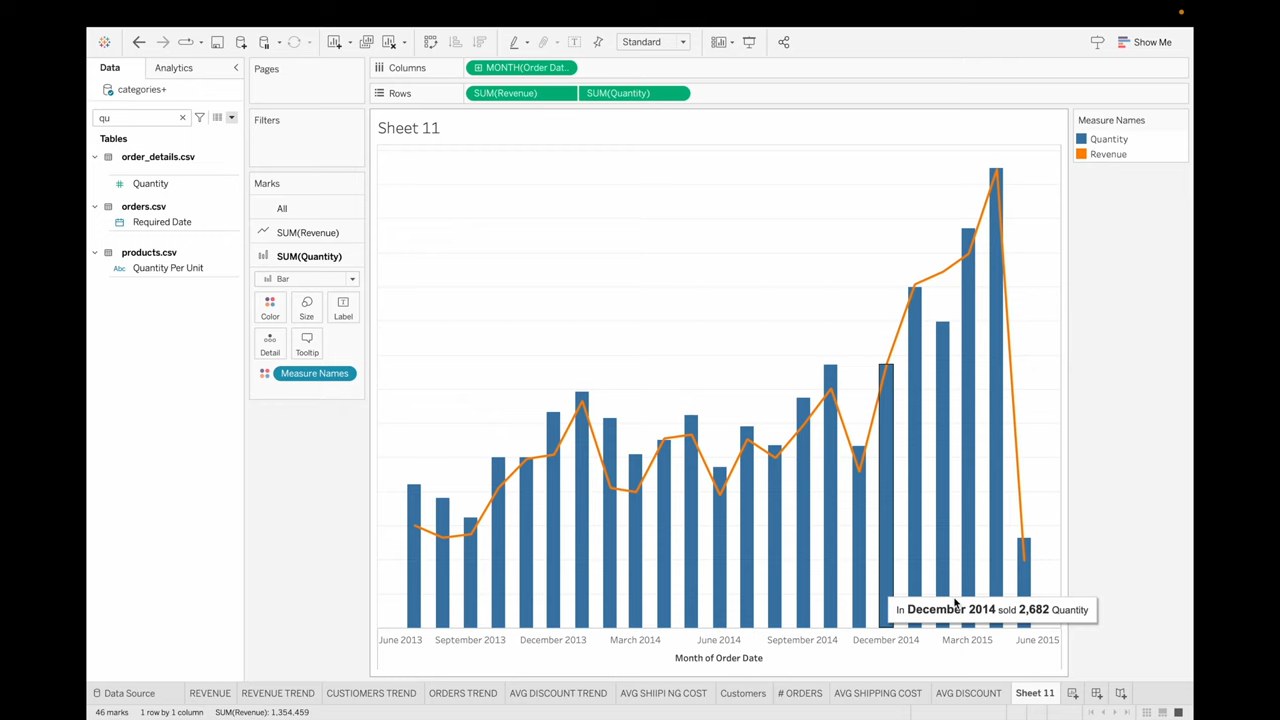 Standard
Show Me
Data
Analytics
categories+
qu
Tables
order_details.csv
Quantity
orders.csv
Required Date
products.csv
Abc Quantity Per Unit
Pages
Filters
Marks
All
SUM(Revenue)
SUM(Quantity)
Bar
Color
Size
Label
Detail
Tooltip
Measure Names
Columns
MONTH(Order Dat..
Rows
SUM(Revenue)
SUM(Quantity)
Sheet 11
In December 2014 sold 2,682 Quantity
June 2013
September 2013
December 2013
March 2014
June 2014
September 2014
December 2014
March 2015
June 2015
Month of Order Date
Measure Names
Quantity
Revenue
Data Source
REVENUE
REVENUE TREND
CUSTIOMERS TREND
ORDERS TREND
AVG DISCOUNT TREND
AVG SHIIPI NG COST
Customers
# ORDERS
AVG SHIPPING COST
AVG DISCOUNT
Sheet 11
46 marks
1 row by 1 column
SUM(Revenue): 1,354,459